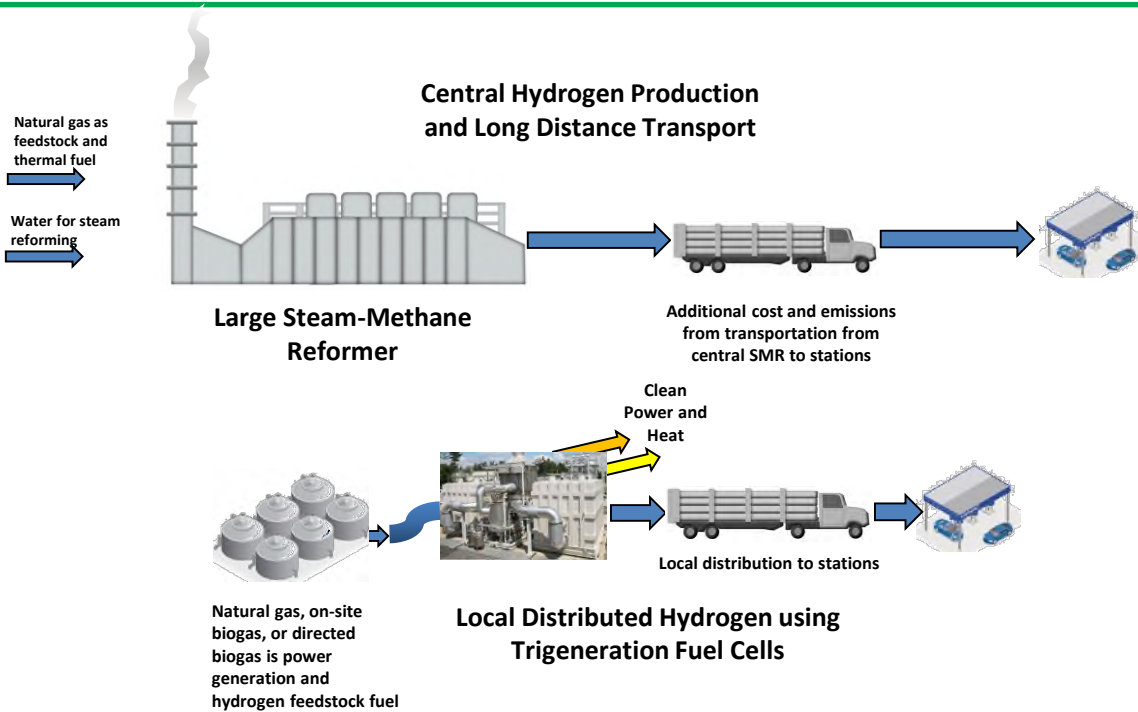 Central Hydrogen Production
and Long Distance Transport
Natural gas as
feedstock and
thermal fuel
Water for steam
reforming
Large Steam-Methane
Reformer
Additional cost and emissions
from transportation from
central SMR to stations
Clean
Power and
Heat
Local distribution to stations
Natural gas, on-site
biogas, or directed
biogas is power
generation and
hydrogen feedstock fuel
Local Distributed Hydrogen using
Trigeneration Fuel Cells